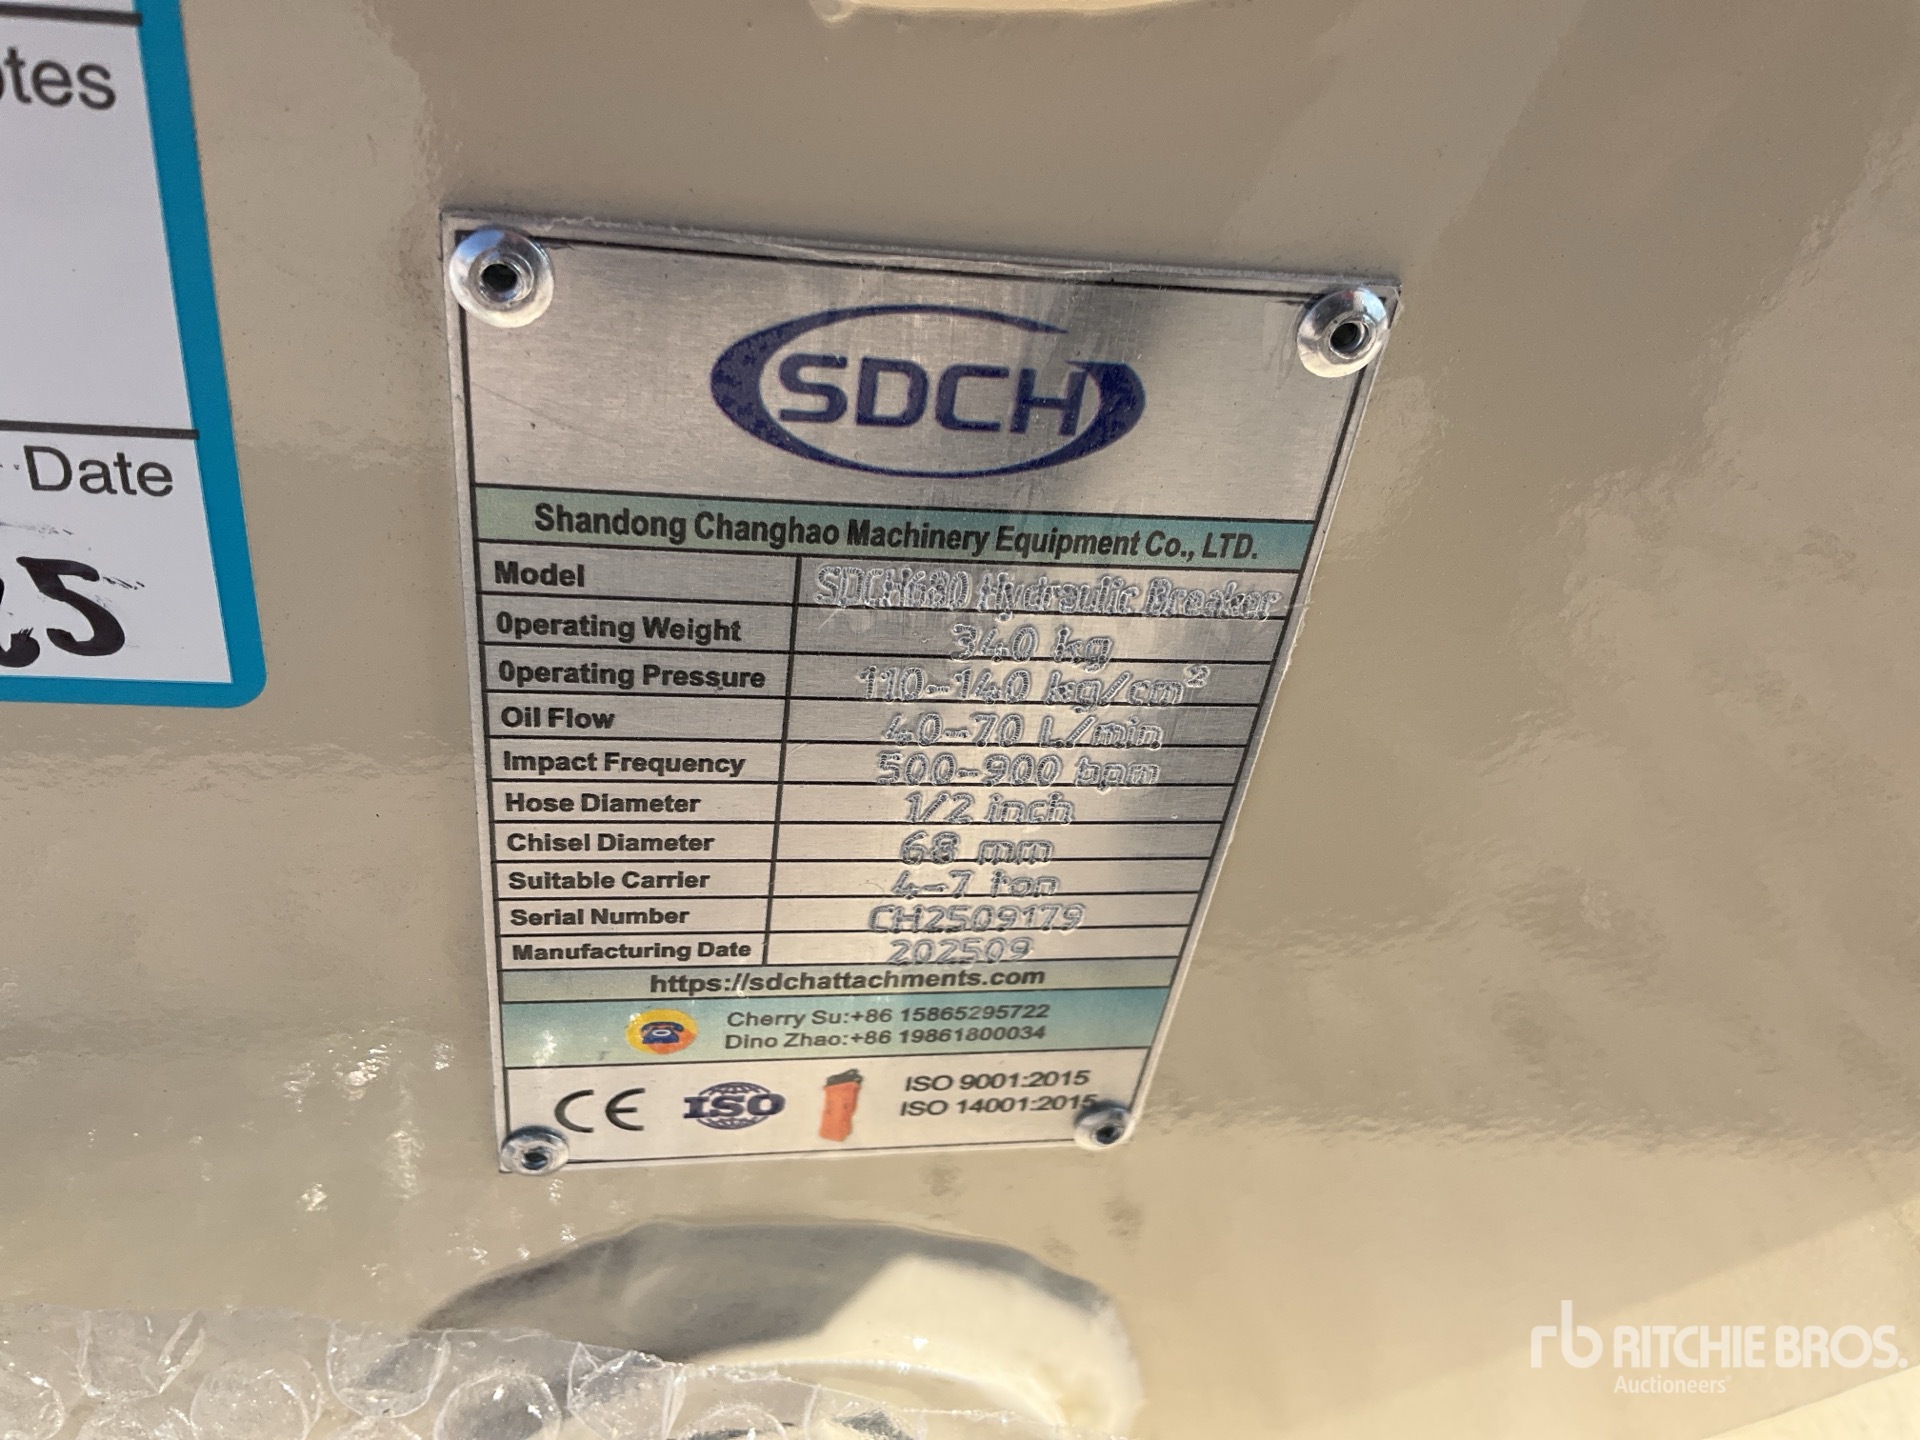 otes
Date
25
SDCH
Shandong Changhao Machinery Equipment Co., LTD.
Model SDCH680 Hydraulic Breaker
Operating Weight 340 kg
Operating Pressure 110-140 kg/cm²
Oil Flow 40-70 L/min
Impact Frequency 500-900 bpm
Hose Diameter 1/2 inch
Chisel Diameter 68 mm
Suitable Carrier 4-7 ton
Serial Number CH2509179
Manufacturing Date 202509
https://sdchattachments.com
Cherry Su:+86 15865295722
Dino Zhao:+86 19861800034
CE ISO ISO 9001:2015
ISO 14001:2015
rb RITCHIE BROS.
Auctioneers